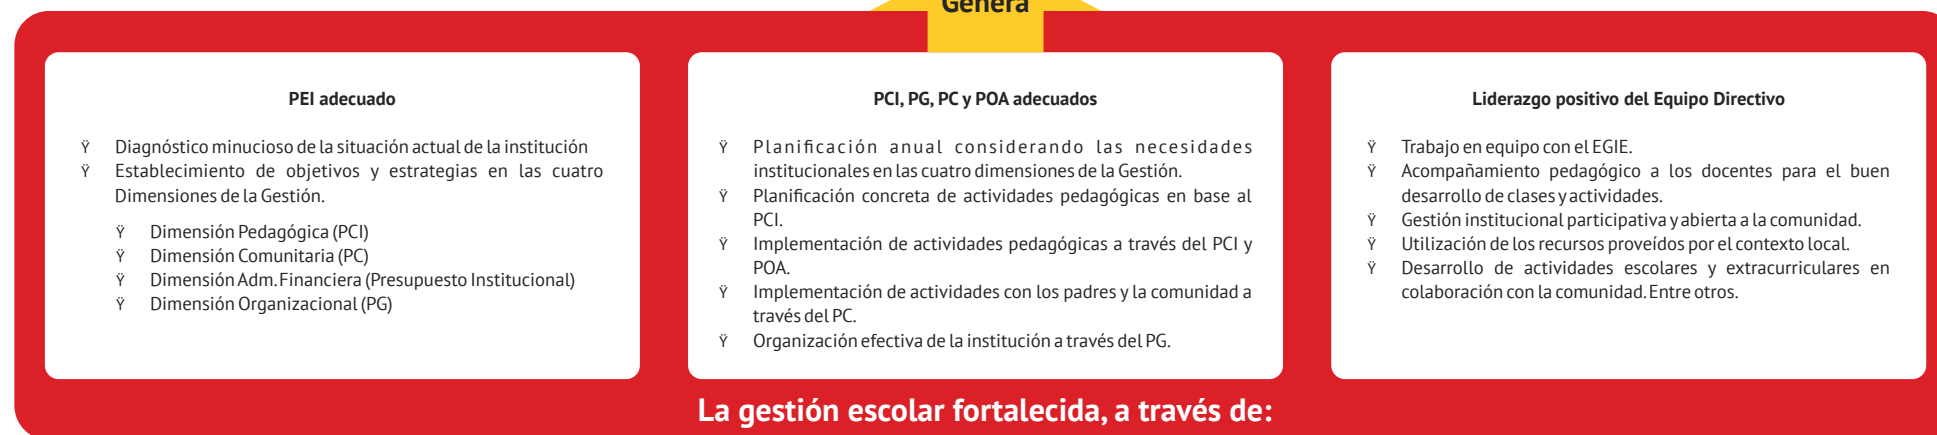 Genera
PEI adecuado
Ÿ Diagnóstico minucioso de la situación actual de la institución
Ÿ Establecimiento de objetivos y estrategias en las cuatro
Dimensiones de la Gestión.
Ÿ Dimensión Pedagógica (PCI)
Ÿ Dimensión Comunitaria (PC)
Ÿ Dimensión Adm. Financiera (Presupuesto Institucional)
Ÿ Dimensión Organizacional (PG)
PCI, PG, PC y POA adecuados
Ÿ Planificación anual considerando las necesidades
institucionales en las cuatro dimensiones de la Gestión.
Ÿ Planificación concreta de actividades pedagógicas en base al
PCI.
Ÿ Implementación de actividades pedagógicas a través del PCI y
POA.
Ÿ Implementación de actividades con los padres y la comunidad a
través del PC.
Ÿ Organización efectiva de la institución a través del PG.
Liderazgo positivo del Equipo Directivo
Ÿ Trabajo en equipo con el EGIE.
Ÿ Acompañamiento pedagógico a los docentes para el buen
desarrollo de clases y actividades.
Ÿ Gestión institucional participativa y abierta a la comunidad.
Ÿ Utilización de los recursos proveídos por el contexto local.
Ÿ Desarrollo de actividades escolares y extracurriculares en
colaboración con la comunidad. Entre otros.
La gestión escolar fortalecida, a través de: